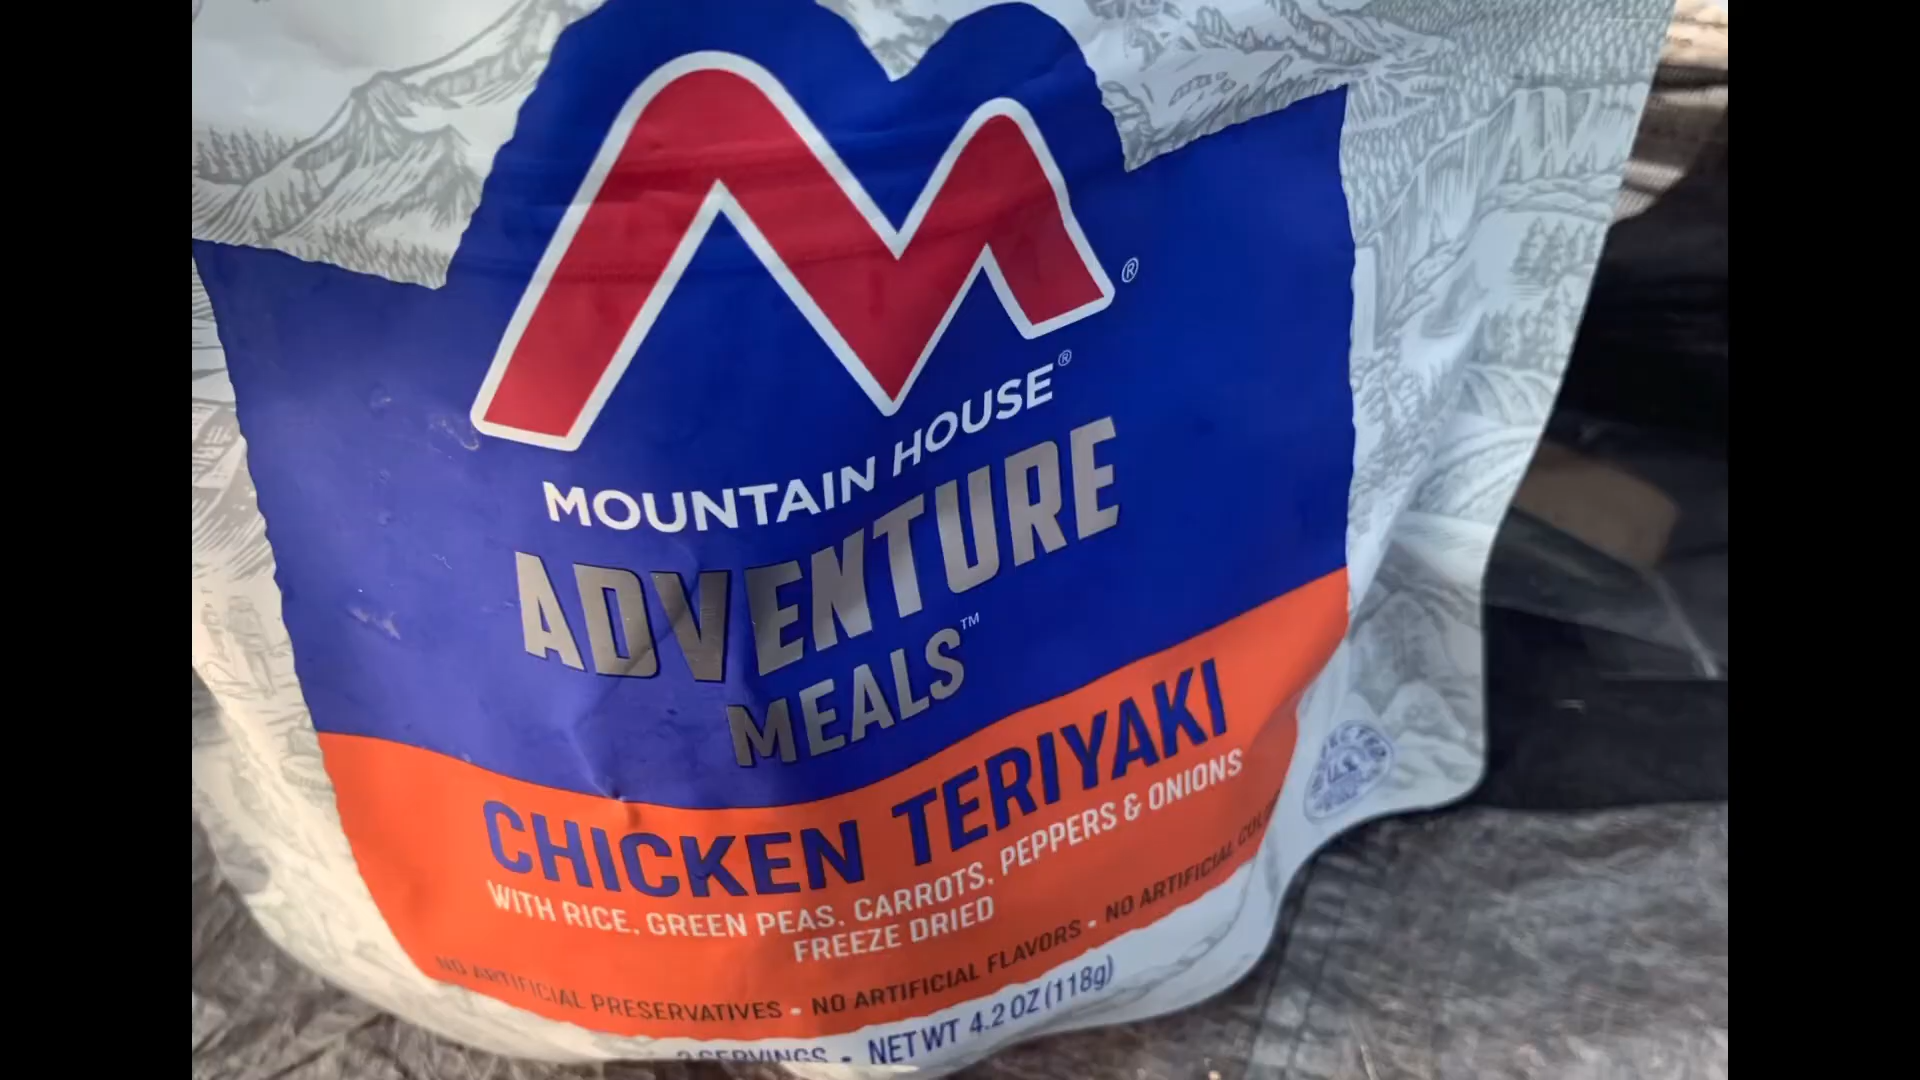 M®
MOUNTAIN HOUSE®
ADVENTURE
MEALS™
CHICKEN TERIYAKI
WITH RICE, GREEN PEAS, CARROTS, PEPPERS & ONIONS
FREEZE DRIED
NO ARTIFICIAL PRESERVATIVES • NO ARTIFICIAL FLAVORS • NO ARTIFICIAL
SERVINGS • NET WT 4.2 OZ (118g)